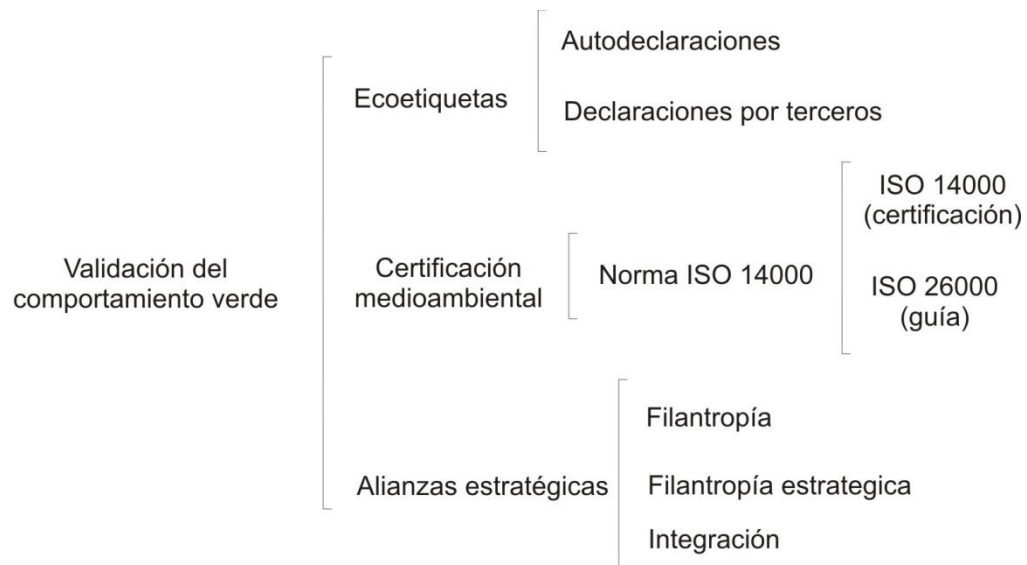 Validación del
comportamiento verde
Ecoetiquetas
Autodeclaraciones
Declaraciones por terceros
Certificación
medioambiental
Norma ISO 14000
ISO 14000
(certificación)
ISO 26000
(guía)
Alianzas estratégicas
Filantropía
Filantropía estrategica
Integración